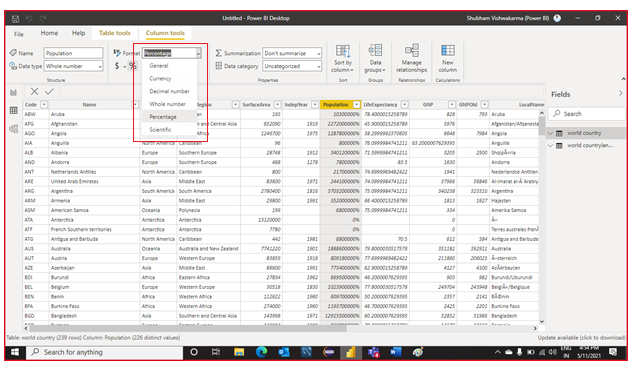 Untitled - Power BI Desktop
Shubham Vishwakarma (Power BI)
File Home Help Table tools Column tools
Name Population
Format Percentage
Summarization Don't summarize
Data type Whole number
$ %
Data category Uncategorized
Sort by column
Data groups
Manage relationships
New column
Structure
Properties
Sort
Groups
Relationships
Calculations
General
Currency
Decimal number
Whole number
Percentage
Scientific
Fields
Search
world country
world countrylan...
Code Name Region SurfaceArea IndepYear Population LifeExpectancy GNP GNPOld LocalName
ABW Aruba 193 10300000% 78.4000015258789 828 793 Aruba
AFG Afghanistan 652090 1919 2272000000% 45.9000015258789 5976 Afganistan/Afqanestan
AGO Angola Africa 1246700 1975 1287800000% 38.2999992370605 6648 7984 Angola
AIA Anguilla North America Caribbean 96 800000% 76.0999984741211 63.2000007629395 Anguilla
ALB Albania Europe Southern Europe 28748 1912 340120000% 71.5999984741211 3205 2500
AND Andorra Europe Southern Europe 468 1278 7800000% 83.5 1630 Andorra
ANT Netherlands Antilles North America Caribbean 800 21700000% 74.6999969482422 1941 Nederlandse Antillen
ARE United Arab Emirates Asia Middle East 83600 1971 244100000% 74.0999984741211 37966 36846
ARG Argentina South America South America 2780400 1816 3703200000% 75.0999984741211 340238 323310 Argentina
ARM Armenia Asia Middle East 29800 1991 352000000% 66.4000015258789 1813 1627 Hajastan
ASM American Samoa Oceania Polynesia 199 6800000% 75.0999984741211 334 Amerika Samoa
ATA Antarctica Antarctica Antarctica 13120000 0% 0
ATF French Southern territories Antarctica Antarctica 7780 0% 0
ATG Antigua and Barbuda North America Caribbean 442 1981 6800000% 70.5 612 584 Antigua and Barbuda
AUS Australia Oceania Australia and New Zealand 7741220 1901 1888600000% 79.8000030517578 351182 392911 Australia
AUT Austria Europe Western Europe 83859 1918 809180000% 77.6999969482422 211860 206025
AZE Azerbaijan Asia Middle East 86600 1991 773400000% 62.9000015258789 4127 4100
BDI Burundi Africa Eastern Africa 27834 1962 669500000% 46.2000007629395 903 982 Burundi/Uburundi
BEL Belgium Europe Western Europe 30518 1830 1023900000% 77.8000030517578 249704 243948
BEN Benin Africa Western Africa 112622 1960 609700000% 50.2000007629395 2357 2141
BFA Burkina Faso Africa Western Africa 274000 1960 1193700000% 46.7000007629395 2425 2201 Burkina Faso
BGD Bangladesh Asia Southern and Central Asia 143998 1971 12915500000% 60.2000007629395 32852 31966 Bangladesh
Table: world country (239 rows) Column: Population (226 distinct values)
Update available (click to download)
Search for anything
ENG
IN
4:54 PM
5/11/2021